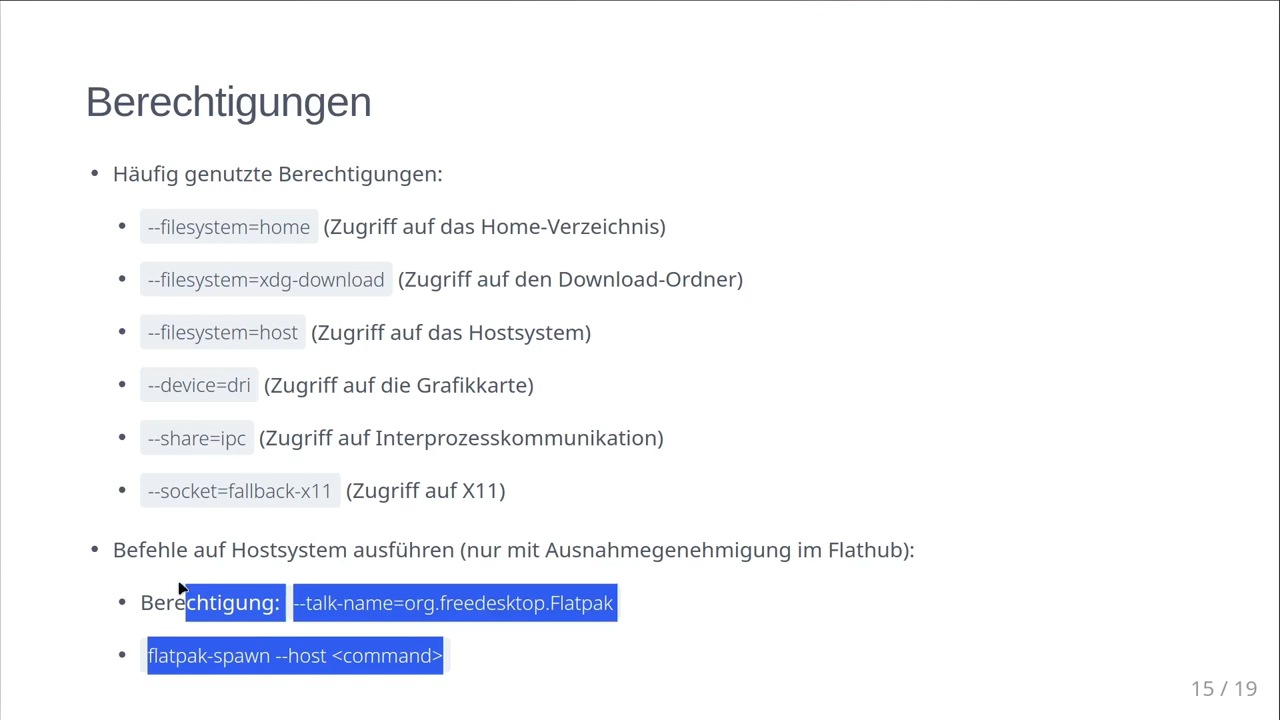 Berechtigungen
Häufig genutzte Berechtigungen:
--filesystem=home (Zugriff auf das Home-Verzeichnis)
--filesystem=xdg-download (Zugriff auf den Download-Ordner)
--filesystem=host (Zugriff auf das Hostsystem)
--device=dri (Zugriff auf die Grafikkarte)
--share=ipc (Zugriff auf Interprozesskommunikation)
--socket=fallback-x11 (Zugriff auf X11)
Befehle auf Hostsystem ausführen (nur mit Ausnahmegenehmigung im Flathub):
Berechtigung: --talk-name=org.freedesktop.Flatpak
flatpak-spawn --host <command>
15 / 19